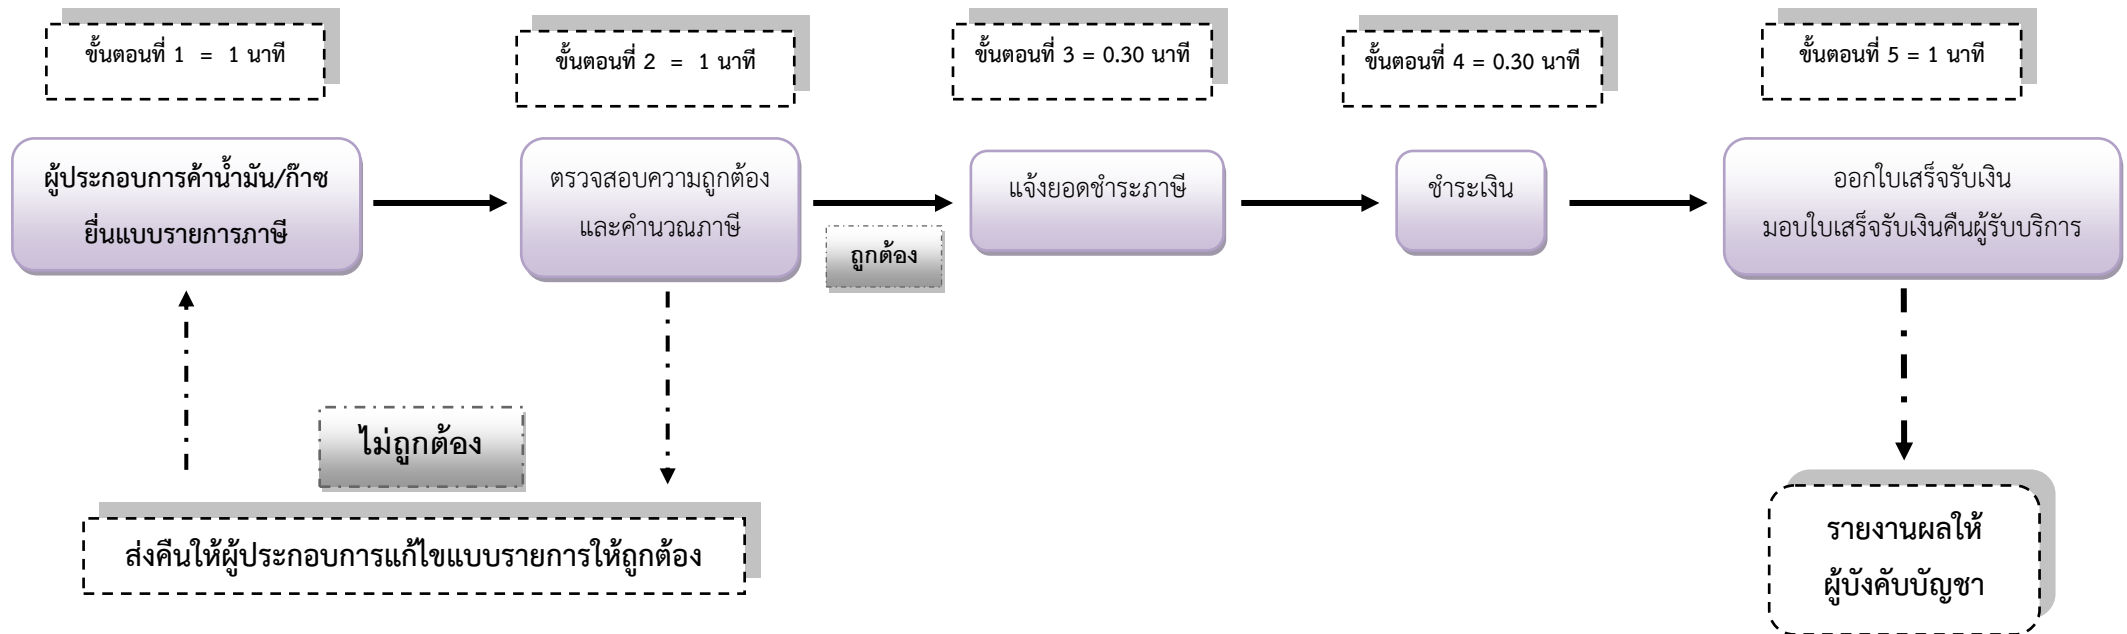 ขั้นตอนที่ 1 = 1 นาที
ขั้นตอนที่ 2 = 1 นาที
ขั้นตอนที่ 3 = 0.30 นาที
ขั้นตอนที่ 4 = 0.30 นาที
ขั้นตอนที่ 5 = 1 นาที
ผู้ประกอบการค้าน้ำมัน/ก๊าซ
ยื่นแบบรายการภาษี
ตรวจสอบความถูกต้อง
และคำนวณภาษี
ถูกต้อง
แจ้งยอดชำระภาษี
ชำระเงิน
ออกใบเสร็จรับเงิน
มอบใบเสร็จรับเงินคืนผู้รับบริการ
ไม่ถูกต้อง
ส่งคืนให้ผู้ประกอบการแก้ไขแบบรายการให้ถูกต้อง
รายงานผลให้
ผู้บังคับบัญชา